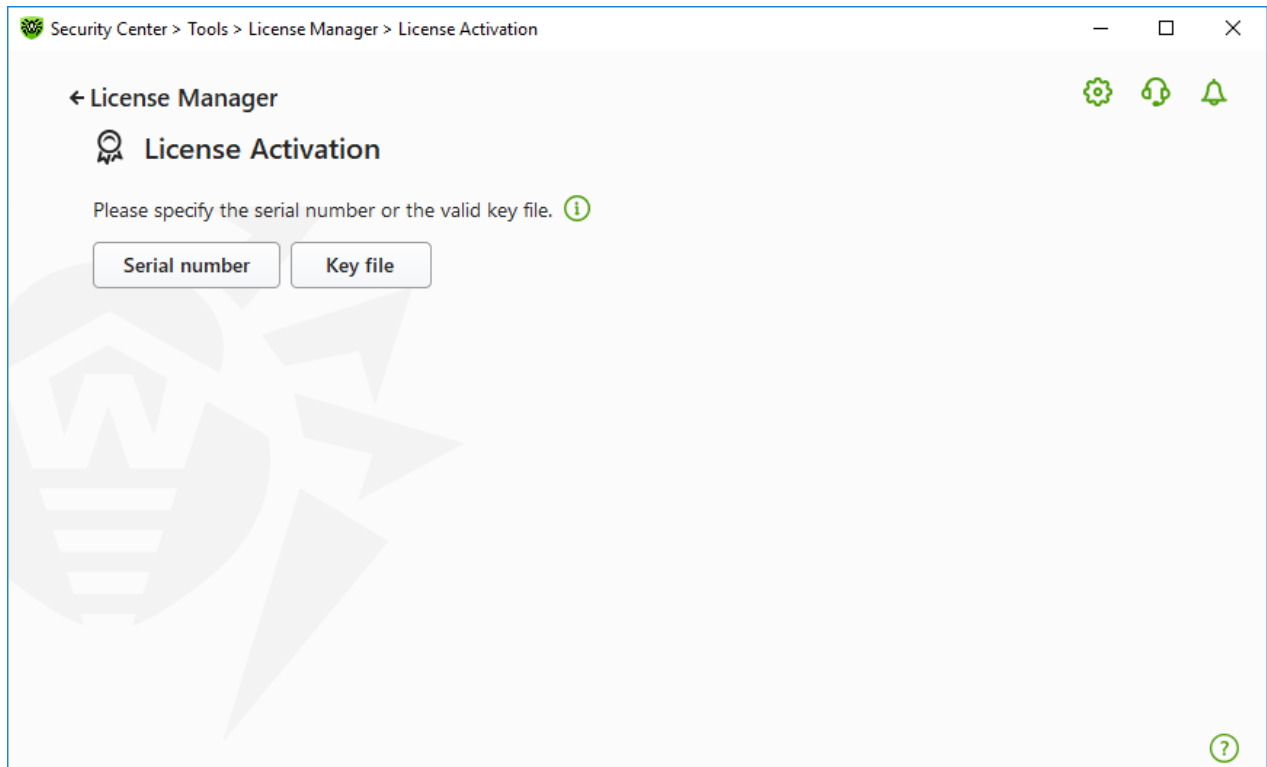 Security Center > Tools > License Manager > License Activation
License Manager
License Activation
Please specify the serial number or the valid key file.
Serial number Key file